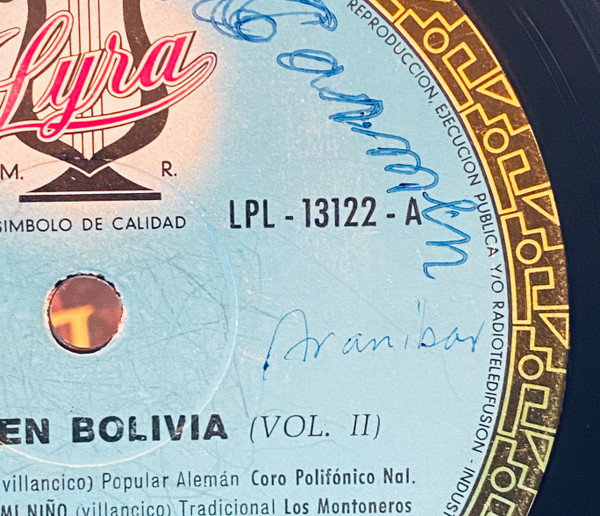 Lyra
Carmen
M. R.
SIMBOLO DE CALIDAD
LPL - 13122 - A
Aranibar
EN BOLIVIA (VOL. II)
villancico) Popular Alemán Coro Polifónico Nal.
MI NIÑO (villancico) Tradicional Los Montoneros
REPRODUCCION, EJECUCION PUBLICA Y/O RADIOTELEDIFUSION · INDUS